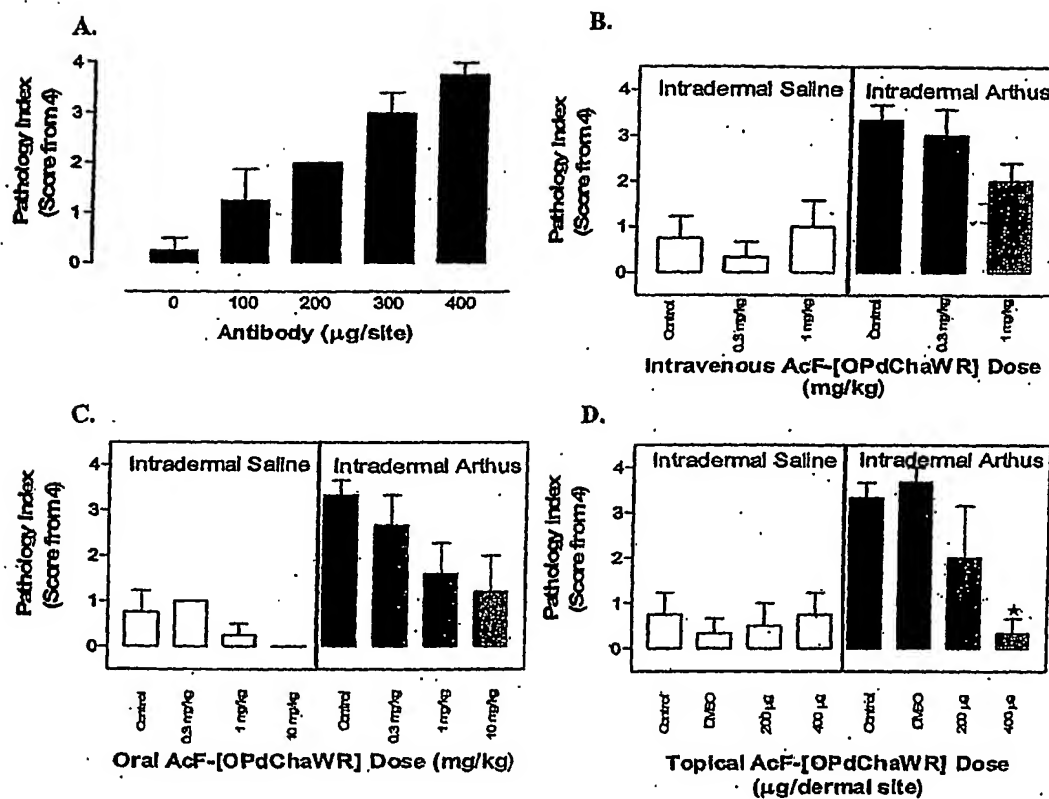 A.
Pathology Index
(Score from 4)
4
3
2
1
0
0 100 200 300 400
Antibody (µg/site)
B.
Pathology Index
(Score from 4)
4
3
2
1
0
Intradermal Saline
Intradermal Arthus
Control
0.3 mg/kg
1 mg/kg
Control
0.3 mg/kg
1 mg/kg
Intravenous AcF-[OPdChaWR] Dose
(mg/kg)
C.
Pathology Index
(Score from 4)
4
3
2
1
0
Intradermal Saline
Intradermal Arthus
Control
0.3 mg/kg
1 mg/kg
10 mg/kg
Control
0.3 mg/kg
1 mg/kg
10 mg/kg
Oral AcF-[OPdChaWR] Dose (mg/kg)
D.
Pathology Index
(Score from 4)
4
3
2
1
0
Intradermal Saline
Intradermal Arthus
*
Control
DMSO
200 µg
400 µg
Control
DMSO
200 µg
400 µg
Topical AcF-[OPdChaWR] Dose
(µg/dermal site)